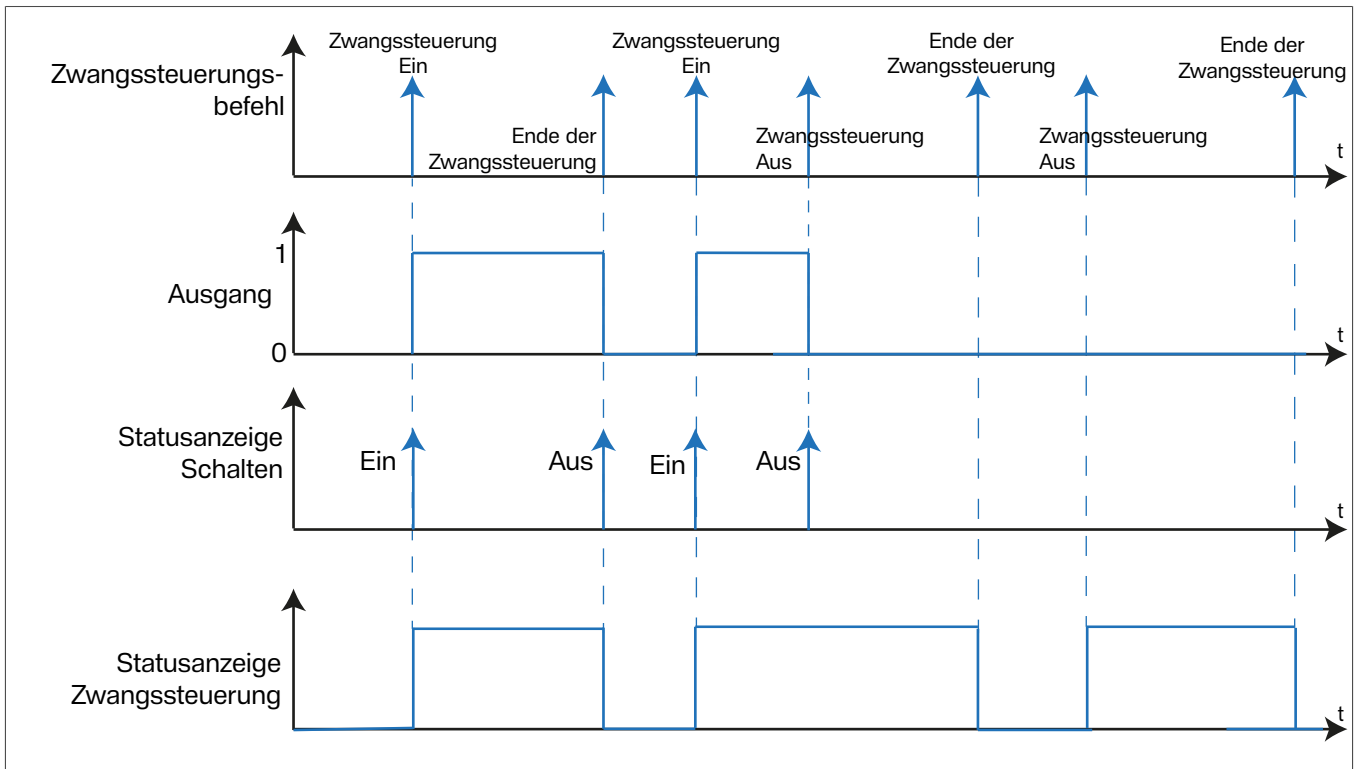 Zwangssteuerungs-
befehl
Zwangssteuerung
Ein
Ende der
Zwangssteuerung
Zwangssteuerung
Ein
Zwangssteuerung
Aus
Ende der
Zwangssteuerung
Zwangssteuerung
Aus
Ende der
Zwangssteuerung
t
Ausgang
1
0
t
Statusanzeige
Schalten
Ein
Aus
Ein
Aus
t
Statusanzeige
Zwangssteuerung
t